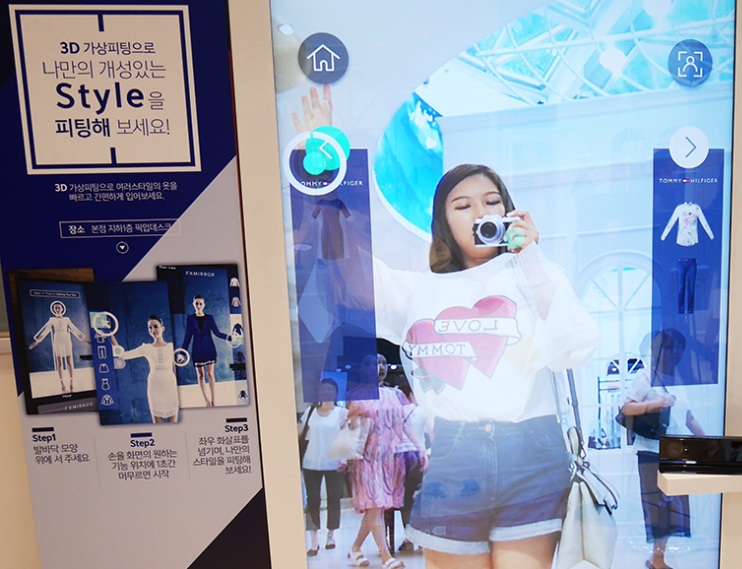 3D 가상피팅으로
나만의 개성있는
Style을
피팅해 보세요!
3D 가상피팅으로 여러스타일의 옷을
빠르고 간편하게 입어보세요.
장소 본점 지하1층 픽업데스크
FXMIRROR
Step1
발바닥 모양
위에 서 주세요
Step2
손을 화면의 원하는
기능 위치에 1초간
머무르면 시작
Step3
좌우 화살표를
넘기며, 나만의
스타일을 피팅해
보세요!
TOMMY HILFIGER
TOMMY HILFIGER
LOVE
TOMMY